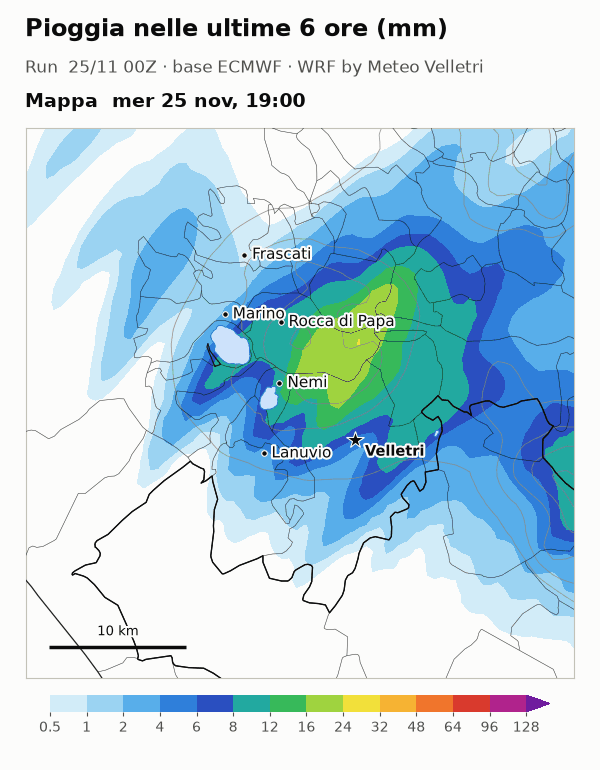 Pioggia nelle ultime 6 ore (mm)
Run  25/11 00Z · base ECMWF · WRF by Meteo Velletri
Mappa  mer 25 nov, 19:00
Frascati
Marino
Rocca di Papa
Nemi
Velletri
Lanuvio
10 km
0.5 1 2 4 6 8 12 16 24 32 48 64 96 128